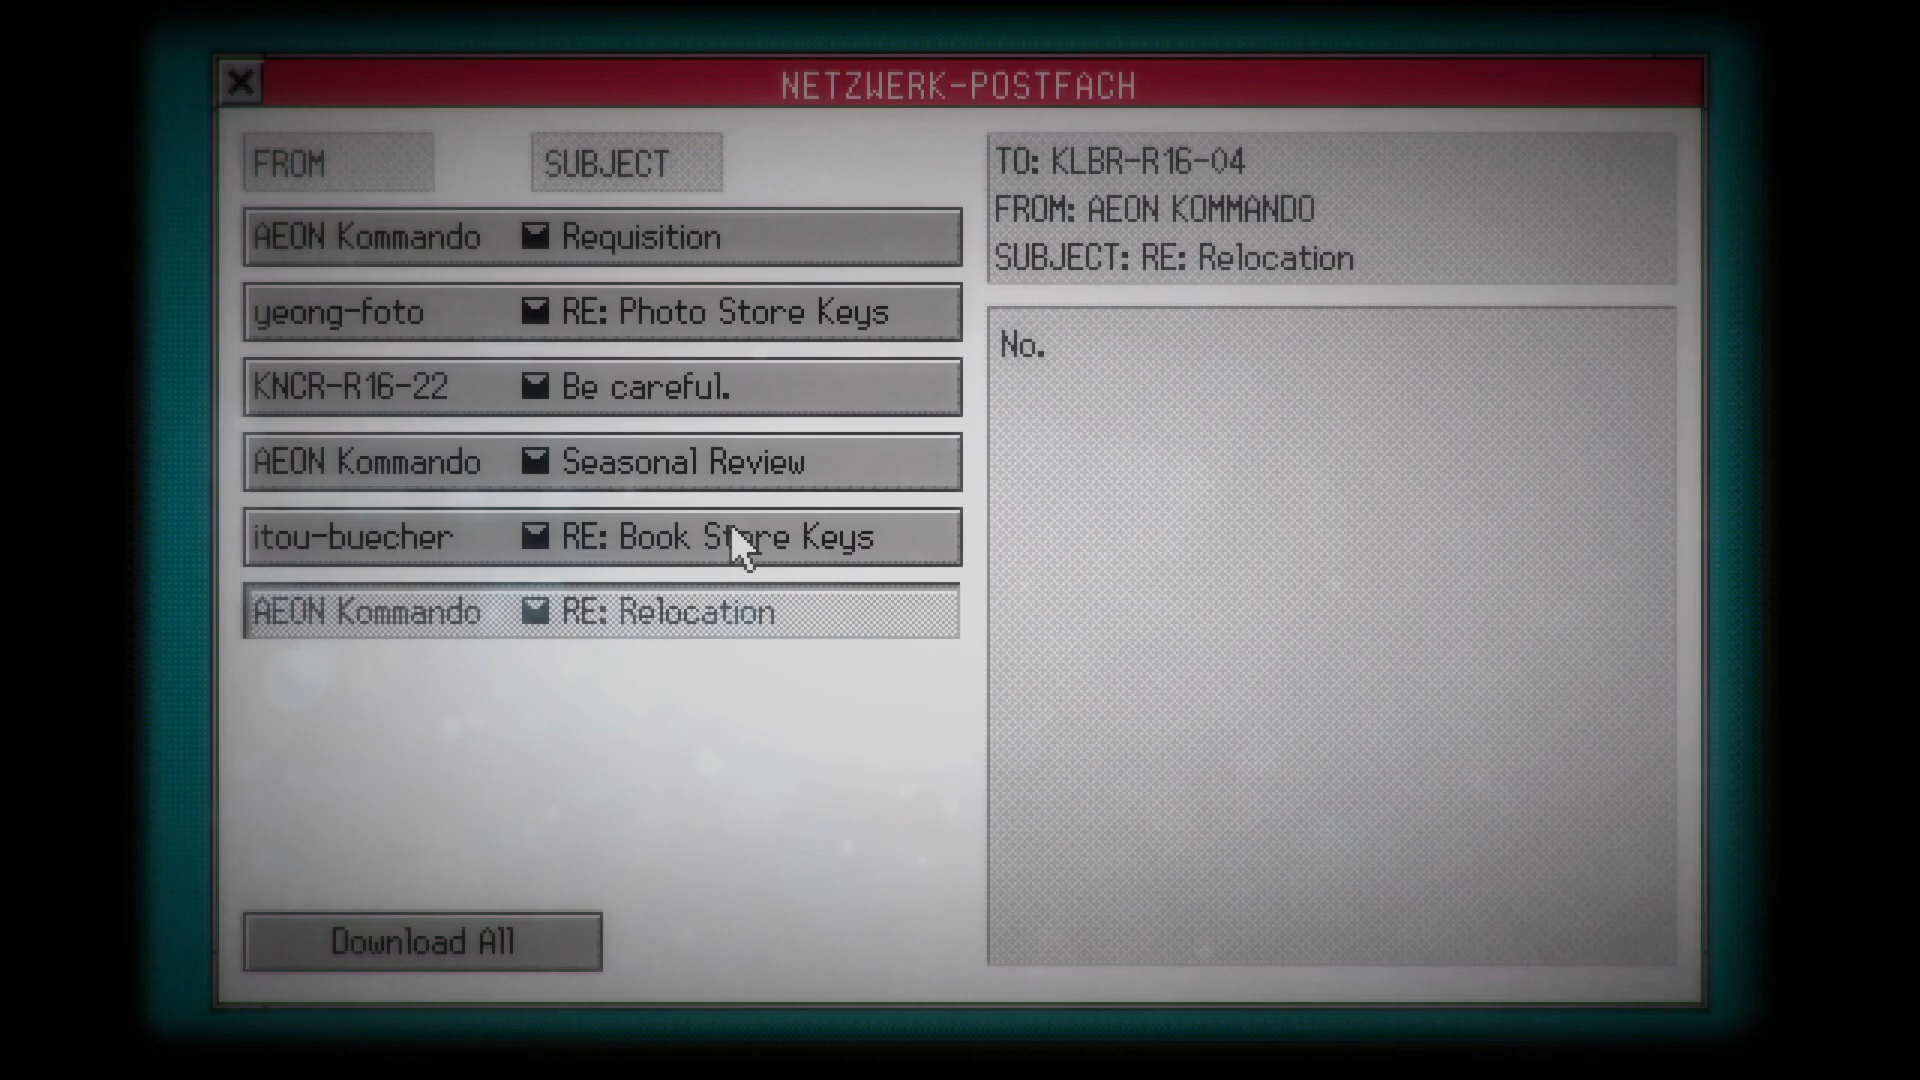 NETZWERK-POSTFACH
FROM SUBJECT
AEON Kommando Requisition
yeong-foto RE: Photo Store Keys
KNCR-R16-22 Be careful.
AEON Kommando Seasonal Review
itou-buecher RE: Book Store Keys
AEON Kommando RE: Relocation
Download All
TO: KLBR-R16-04
FROM: AEON KOMMANDO
SUBJECT: RE: Relocation
No.